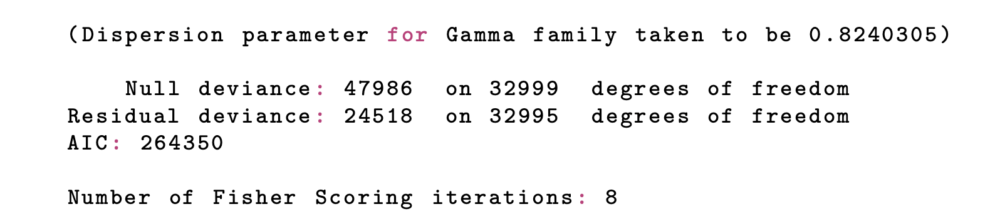 (Dispersion parameter for Gamma family taken to be 0.8240305)
Null deviance: 47986 on 32999 degrees of freedom
Residual deviance: 24518 on 32995 degrees of freedom
AIC: 264350
Number of Fisher Scoring iterations: 8